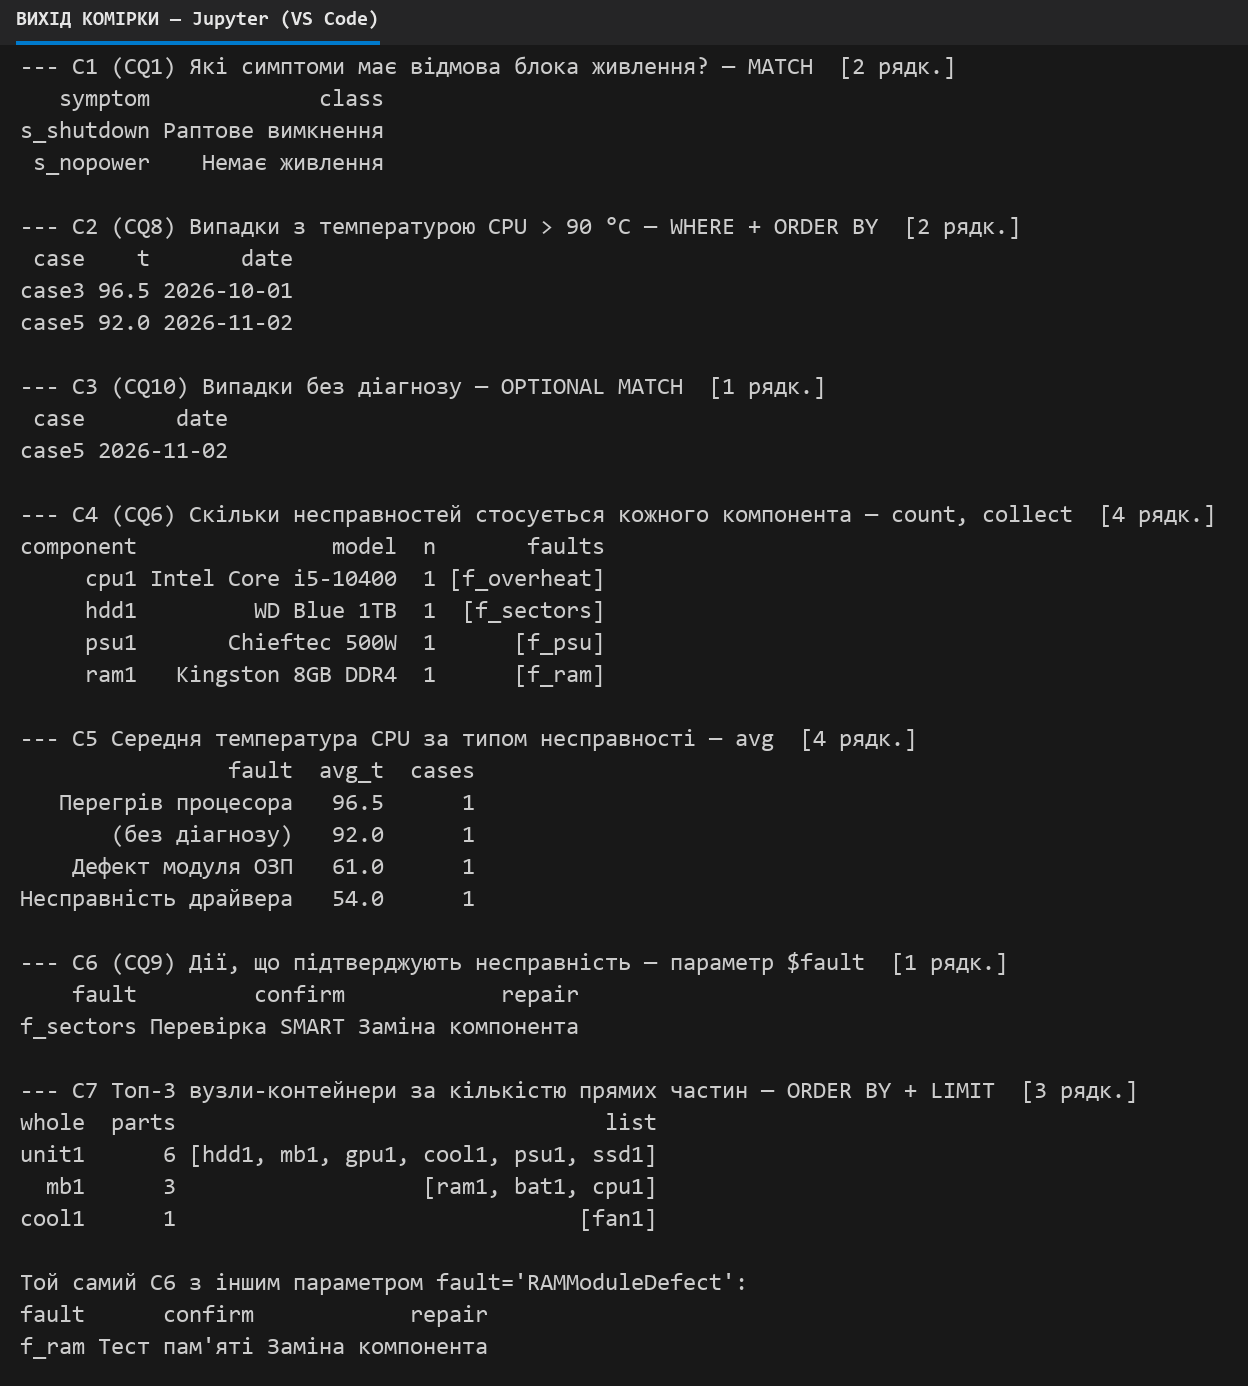 ВИХІД КОМІРКИ — Jupyter (VS Code)
--- C1 (CQ1) Які симптоми має відмова блока живлення? — MATCH  [2 рядк.]
   symptom             class
s_shutdown Раптове вимкнення
 s_nopower    Немає живлення
--- C2 (CQ8) Випадки з температурою CPU > 90 °C — WHERE + ORDER BY  [2 рядк.]
 case    t       date
case3 96.5 2026-10-01
case5 92.0 2026-11-02
--- C3 (CQ10) Випадки без діагнозу — OPTIONAL MATCH  [1 рядк.]
 case       date
case5 2026-11-02
--- C4 (CQ6) Скільки несправностей стосується кожного компонента — count, collect  [4 рядк.]
component               model  n       faults
     cpu1 Intel Core i5-10400  1 [f_overheat]
     hdd1         WD Blue 1TB  1  [f_sectors]
     psu1       Chieftec 500W  1      [f_psu]
     ram1   Kingston 8GB DDR4  1      [f_ram]
--- C5 Середня температура CPU за типом несправності — avg  [4 рядк.]
                fault  avg_t  cases
   Перегрів процесора   96.5      1
       (без діагнозу)   92.0      1
    Дефект модуля ОЗП   61.0      1
Несправність драйвера   54.0      1
--- C6 (CQ9) Дії, що підтверджують несправність — параметр $fault  [1 рядк.]
    fault         confirm            repair
f_sectors Перевірка SMART Заміна компонента
--- C7 Топ-3 вузли-контейнери за кількістю прямих частин — ORDER BY + LIMIT  [3 рядк.]
whole  parts                                 list
unit1      6 [hdd1, mb1, gpu1, cool1, psu1, ssd1]
  mb1      3                   [ram1, bat1, cpu1]
cool1      1                               [fan1]
Той самий C6 з іншим параметром fault='RAMModuleDefect':
fault      confirm            repair
f_ram Тест пам'яті Заміна компонента